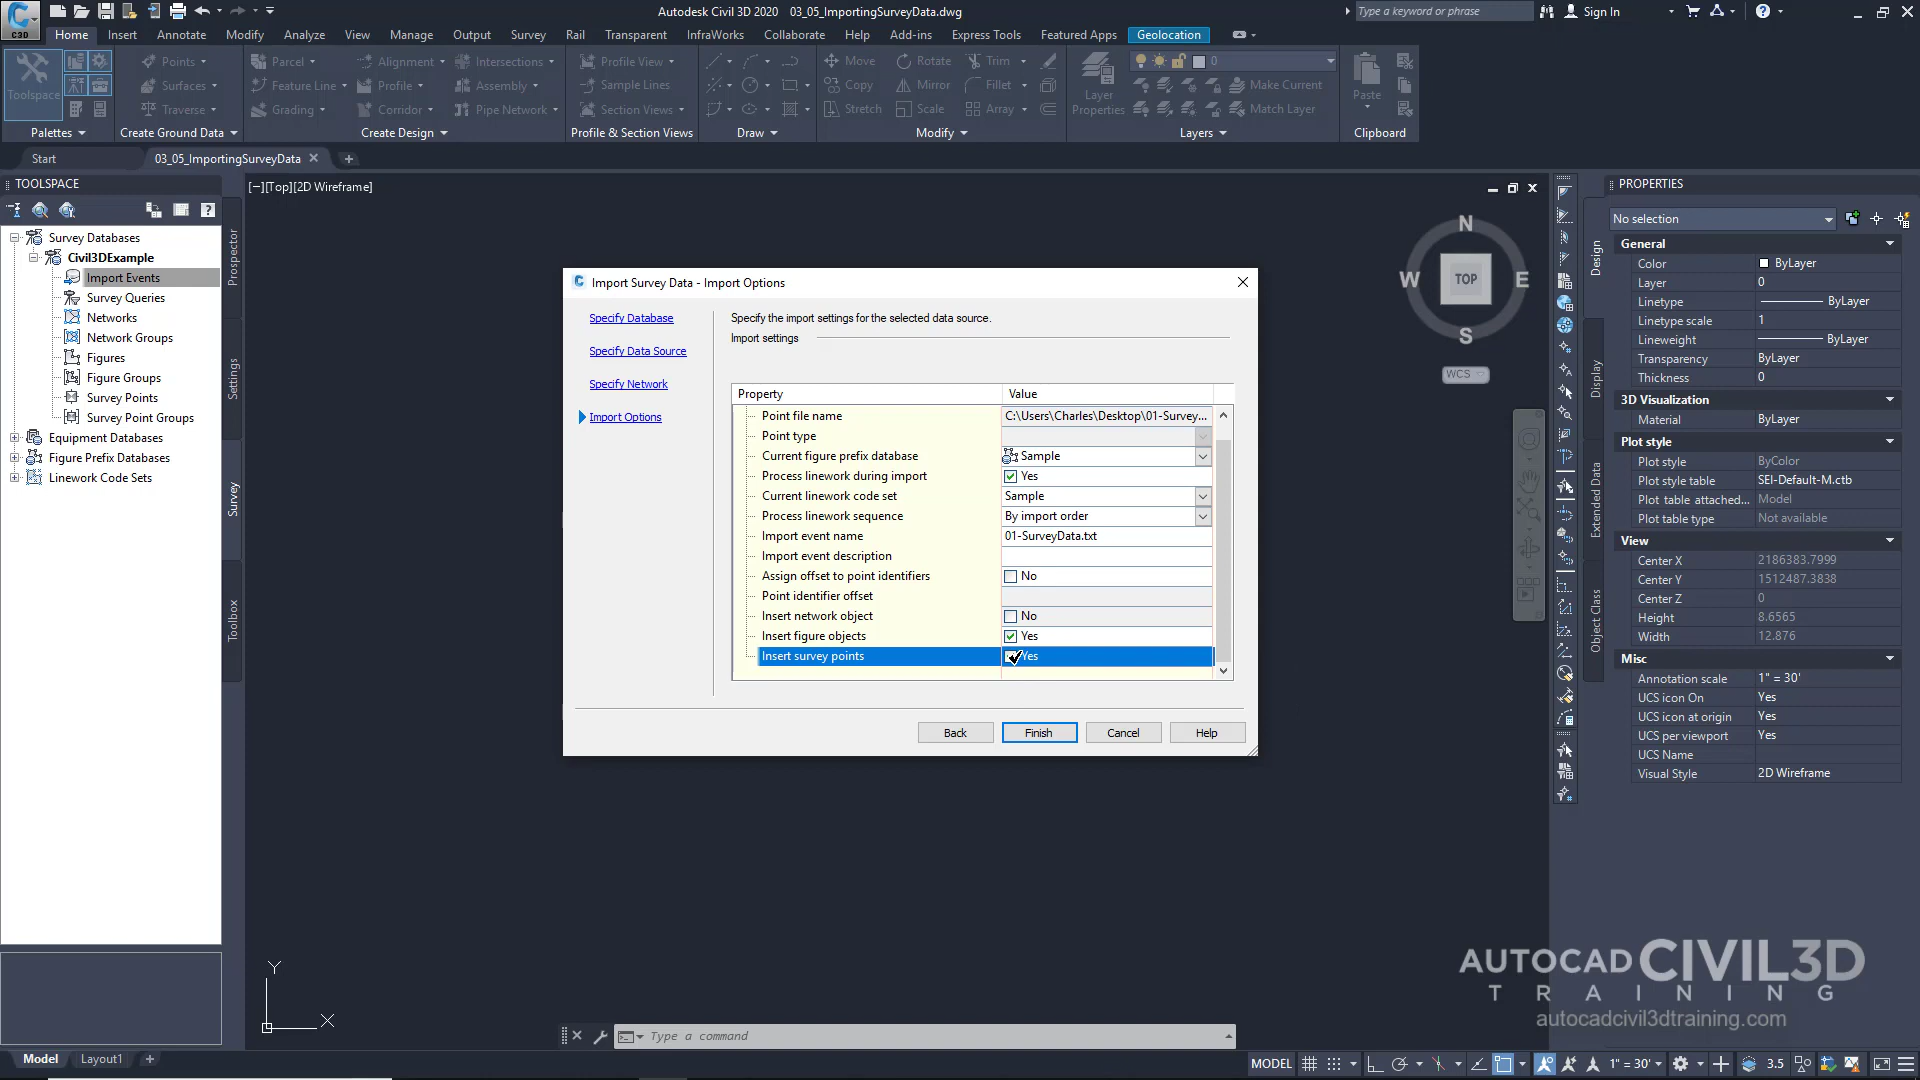 Autodesk Civil 3D 2020 03_05_ImportingSurveyData.dwg
Type a keyword or phrase
Sign In
C3D
Home Insert Annotate Modify Analyze View Manage Output Survey Rail Transparent InfraWorks Collaborate Help Add-ins Express Tools Featured Apps Geolocation
Toolspace
Points
Surfaces
Traverse
Parcel
Feature Line
Grading
Alignment
Profile
Corridor
Intersections
Assembly
Pipe Network
Profile View
Sample Lines
Section Views
Move
Copy
Stretch
Rotate
Mirror
Scale
Trim
Fillet
Array
Layer
Properties
0
Make Current
Match Layer
Paste
Palettes Create Ground Data Create Design Profile & Section Views Draw Modify Layers Clipboard
Start 03_05_ImportingSurveyData
TOOLSPACE
Survey Databases
Civil3DExample
Import Events
Survey Queries
Networks
Network Groups
Figures
Figure Groups
Survey Points
Survey Point Groups
Equipment Databases
Figure Prefix Databases
Linework Code Sets
Prospector
Settings
Survey
Toolbox
[−][Top][2D Wireframe]
N
W TOP E
S
WCS
Import Survey Data - Import Options
Specify Database
Specify Data Source
Specify Network
Import Options
Specify the import settings for the selected data source.
Import settings
Property Value
Point file name C:\Users\Charles\Desktop\01-Survey...
Point type
Current figure prefix database Sample
Process linework during import Yes
Current linework code set Sample
Process linework sequence By import order
Import event name 01-SurveyData.txt
Import event description
Assign offset to point identifiers No
Point identifier offset
Insert network object No
Insert figure objects Yes
Insert survey points Yes
Back Finish Cancel Help
PROPERTIES
No selection
Design
Display
Extended Data
Object Class
General
Color ByLayer
Layer 0
Linetype ByLayer
Linetype scale 1
Lineweight ByLayer
Transparency ByLayer
Thickness 0
3D Visualization
Material ByLayer
Plot style
Plot style ByColor
Plot style table SEI-Default-M.ctb
Plot table attached... Model
Plot table type Not available
View
Center X 2186383.7999
Center Y 1512487.3838
Center Z 0
Height 8.6565
Width 12.876
Misc
Annotation scale 1" = 30'
UCS icon On Yes
UCS icon at origin Yes
UCS per viewport Yes
UCS Name
Visual Style 2D Wireframe
Y
X
Type a command
AUTOCAD CIVIL3D
TRAINING
autocadcivil3dtraining.com
Model Layout1
MODEL 1" = 30' 3.5